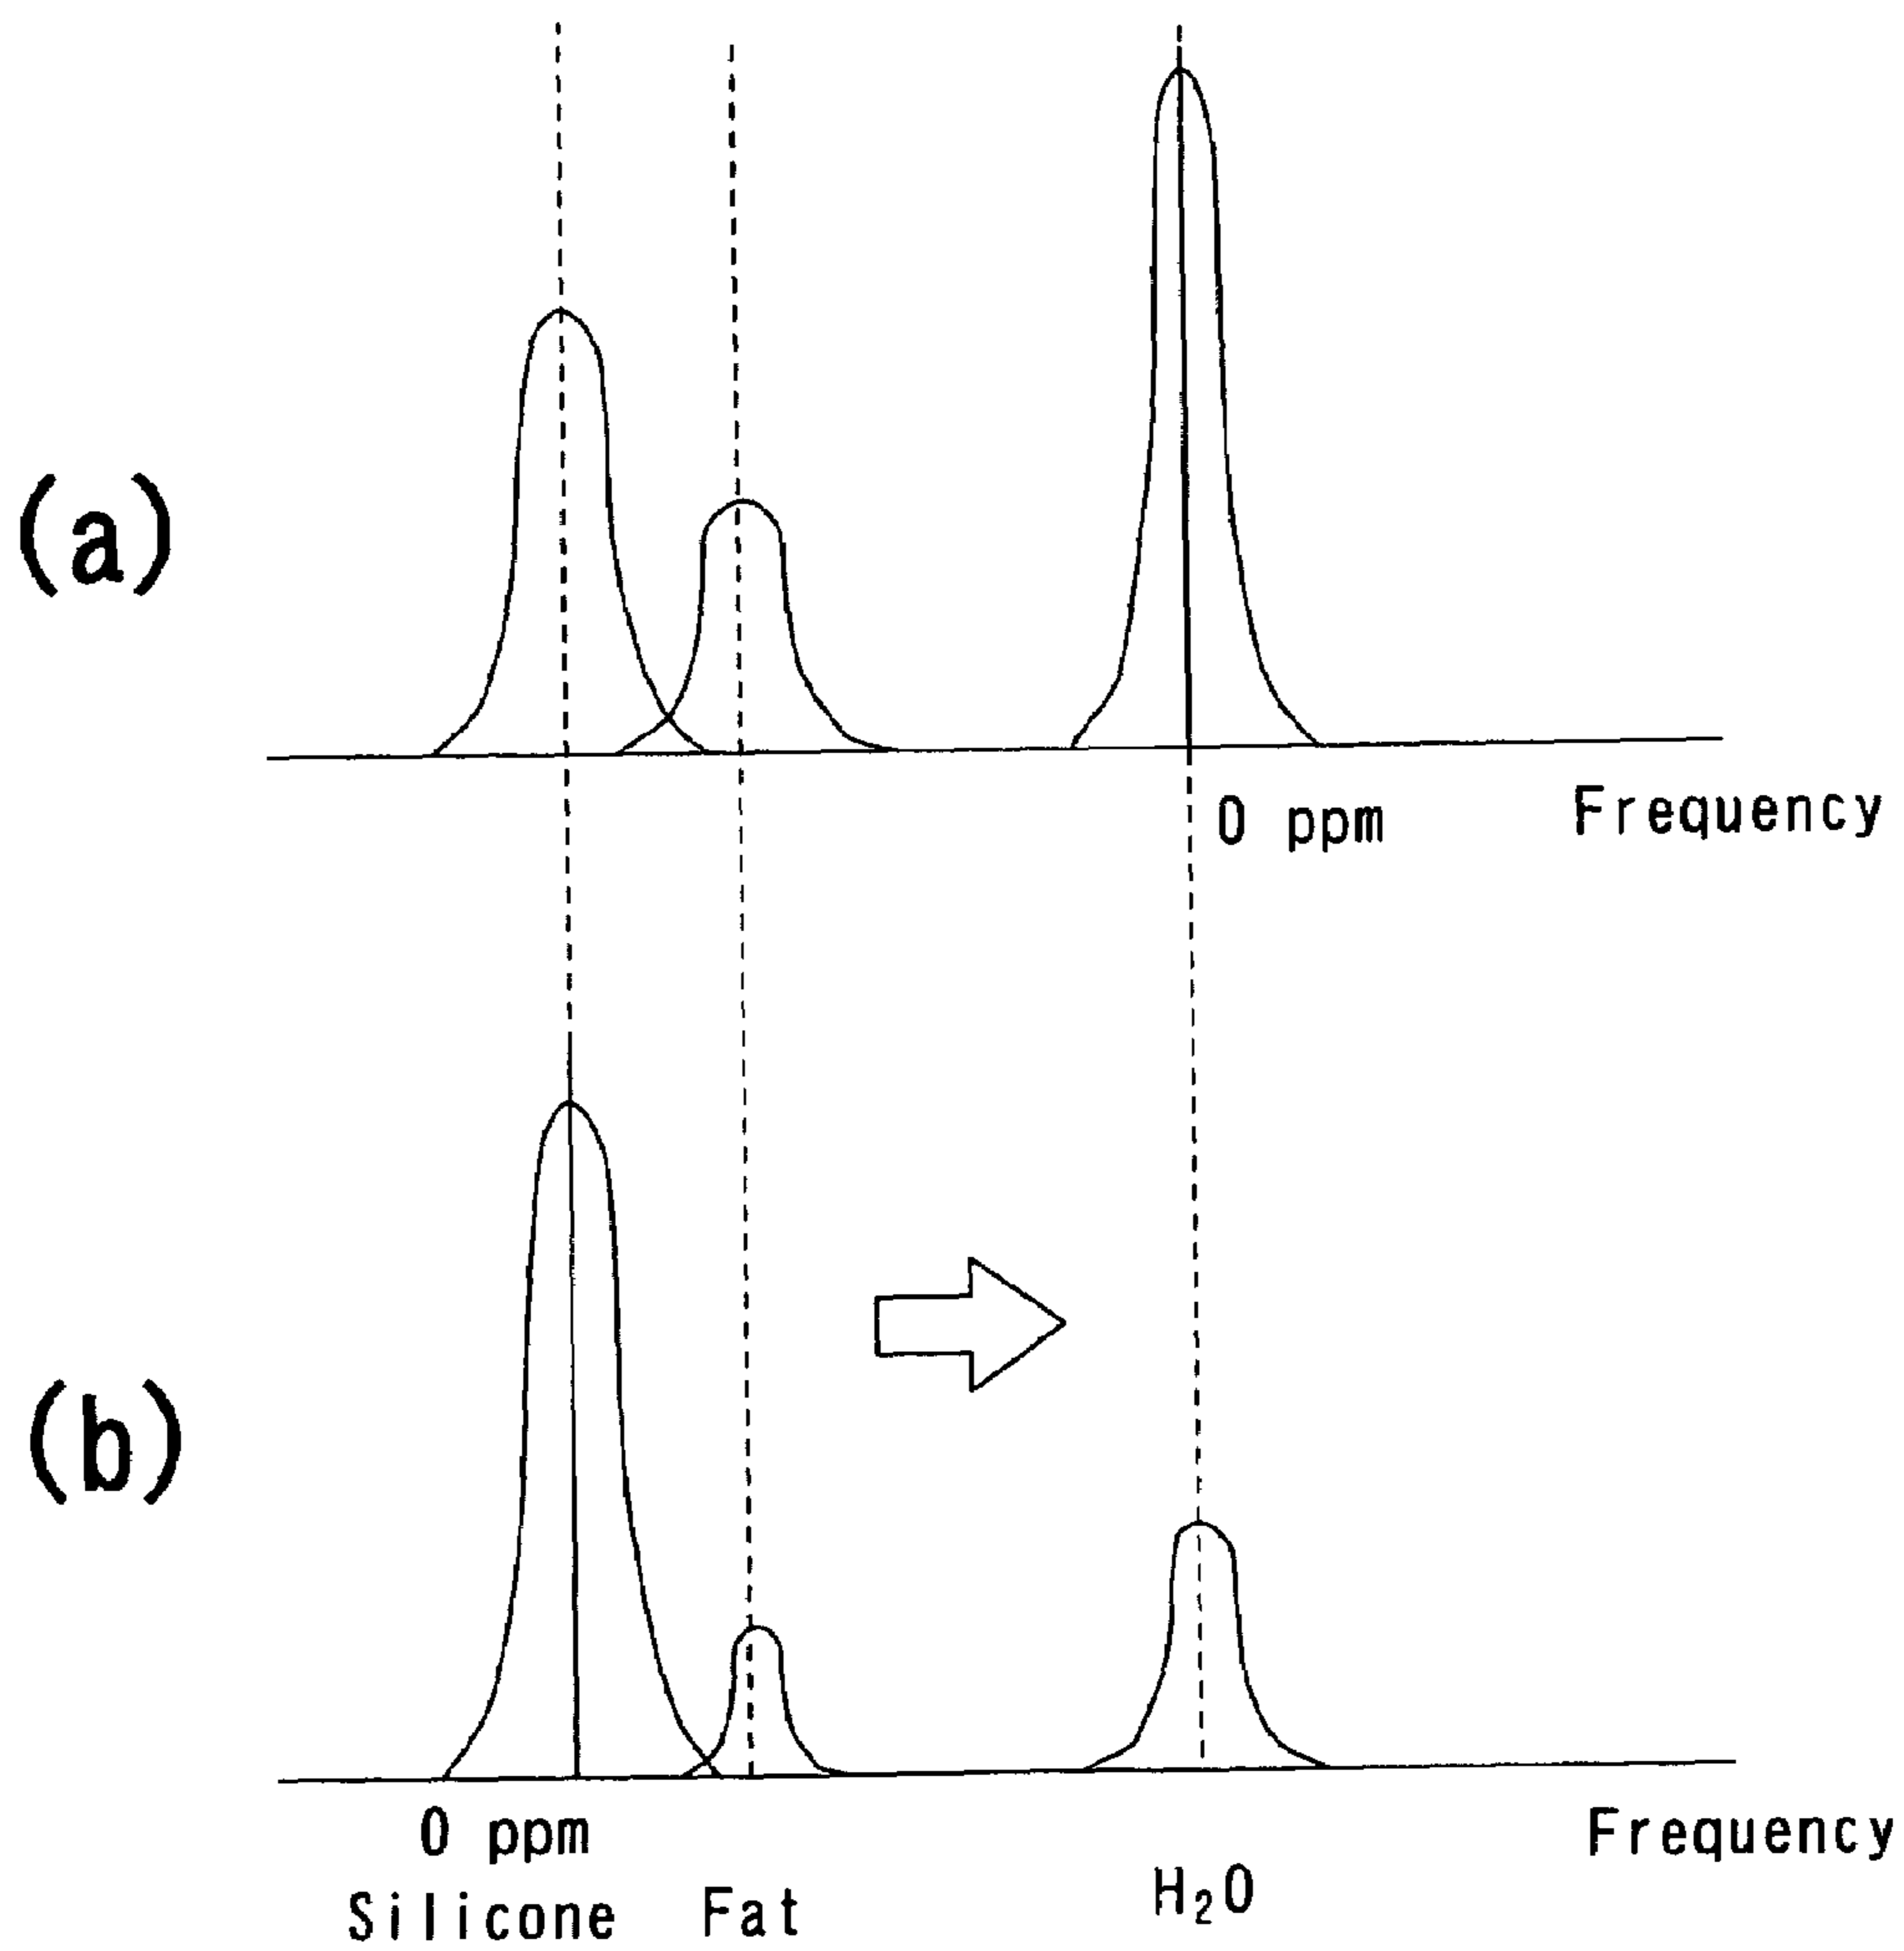 (a)
0 ppm Frequency
(b)
0 ppm Frequency
Silicone Fat H₂O